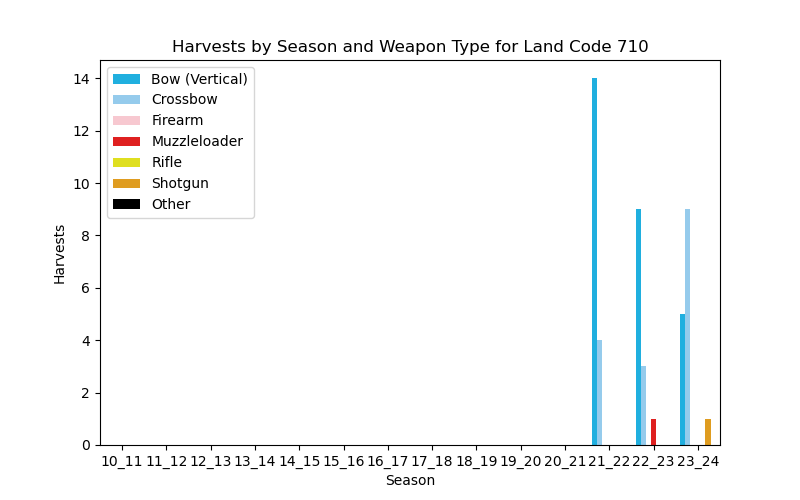 Harvests by Season and Weapon Type for Land Code 710
Bow (Vertical)
Crossbow
Firearm
Muzzleloader
Rifle
Shotgun
Other
14
12
10
8
6
4
2
0
Harvests
10_11 11_12 12_13 13_14 14_15 15_16 16_17 17_18 18_19 19_20 20_21 21_22 22_23 23_24
Season